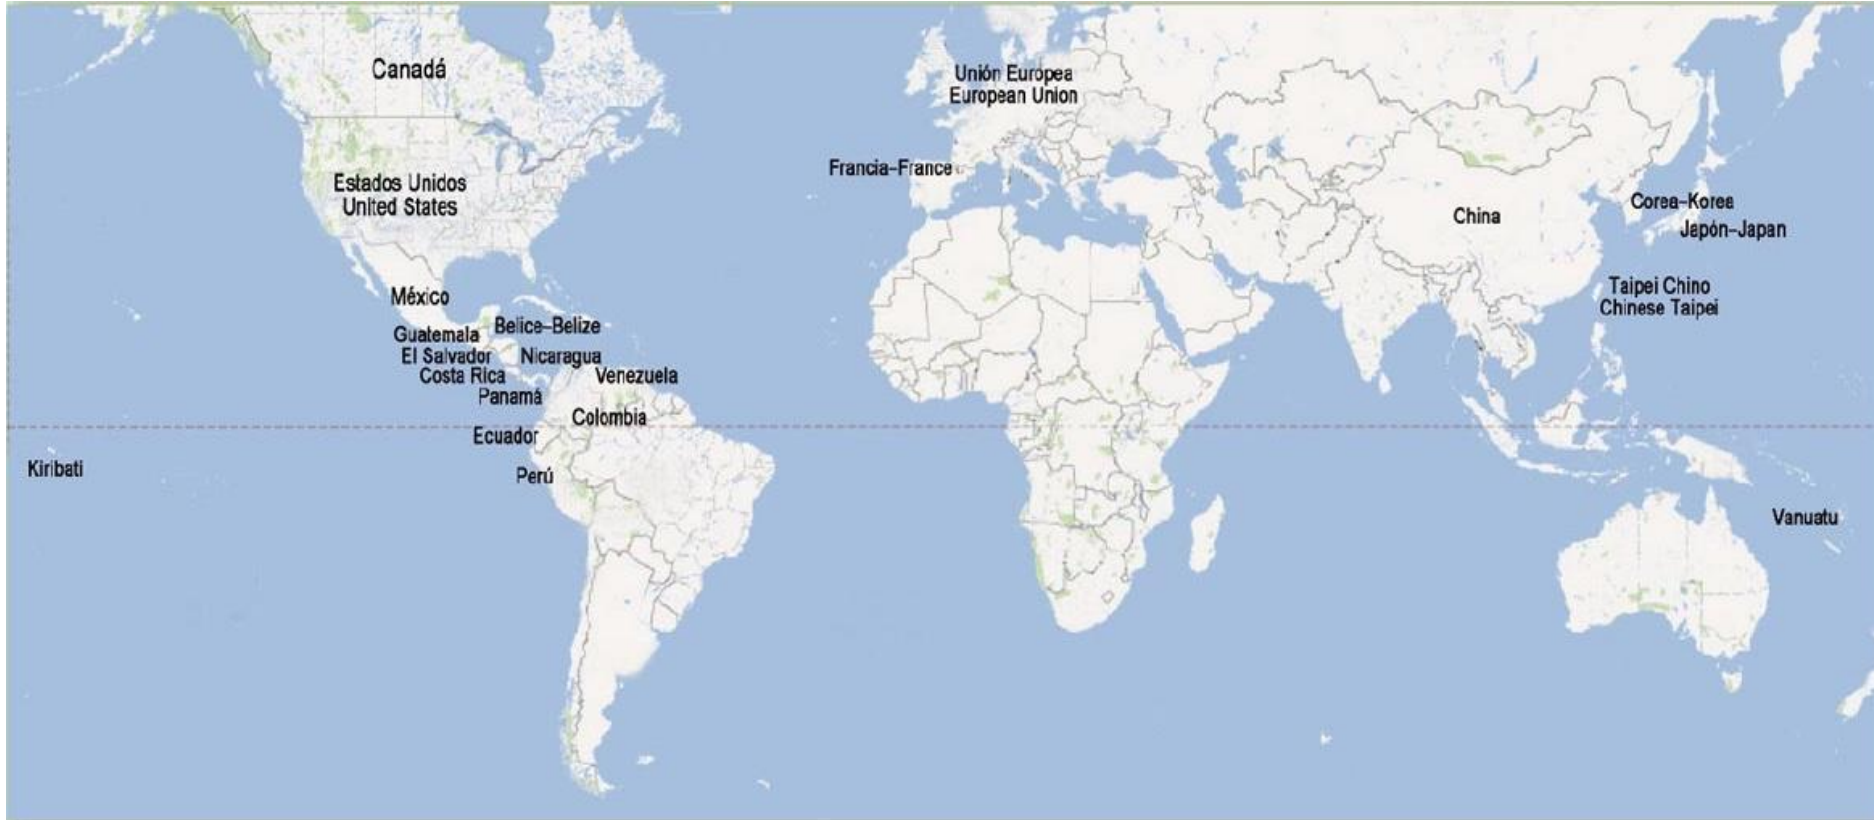 Canadá
Unión Europea
European Union
Francia–France
Estados Unidos
United States
China
Corea–Korea
Japón–Japan
México
Taipei Chino
Chinese Taipei
Guatemala
Belice–Belize
El Salvador
Nicaragua
Costa Rica
Venezuela
Panamá
Colombia
Ecuador
Kiribati
Perú
Vanuatu